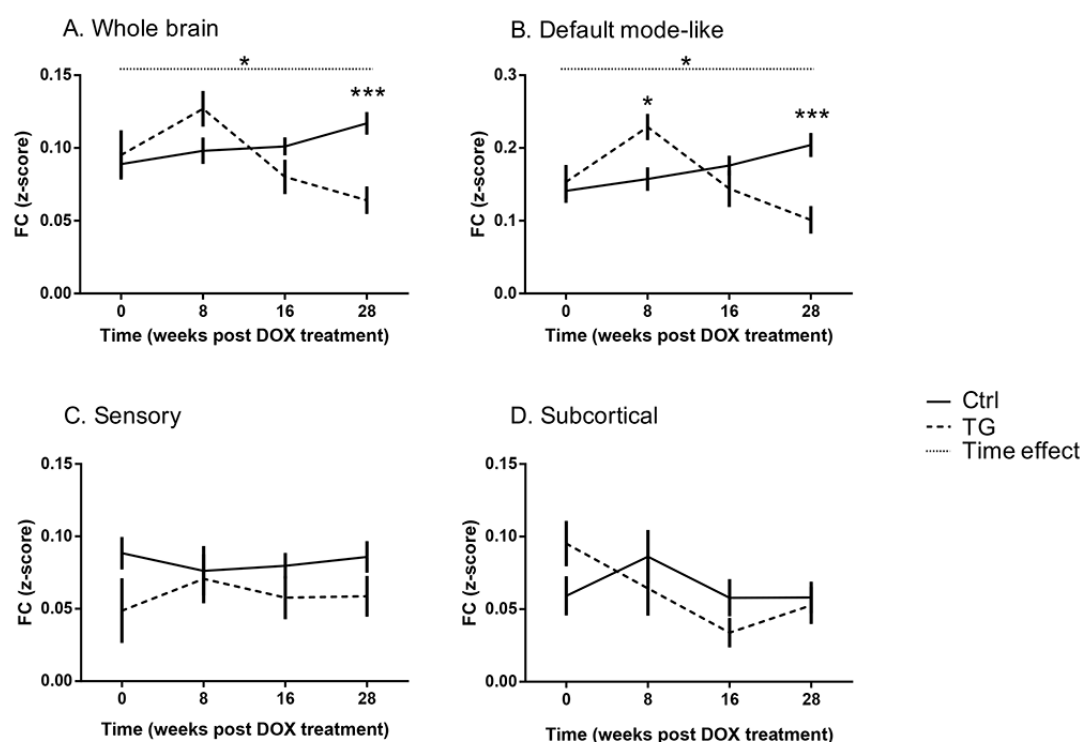 A. Whole brain
*
***
0.15
0.10
0.05
0.00
FC (z-score)
0 8 16 28
Time (weeks post DOX treatment)
B. Default mode-like
*
*
***
0.3
0.2
0.1
0.0
FC (z-score)
0 8 16 28
Time (weeks post DOX treatment)
C. Sensory
0.15
0.10
0.05
0.00
FC (z-score)
0 8 16 28
Time (weeks post DOX treatment)
D. Subcortical
0.15
0.10
0.05
0.00
FC (z-score)
0 8 16 28
Time (weeks post DOX treatment)
Ctrl
TG
Time effect